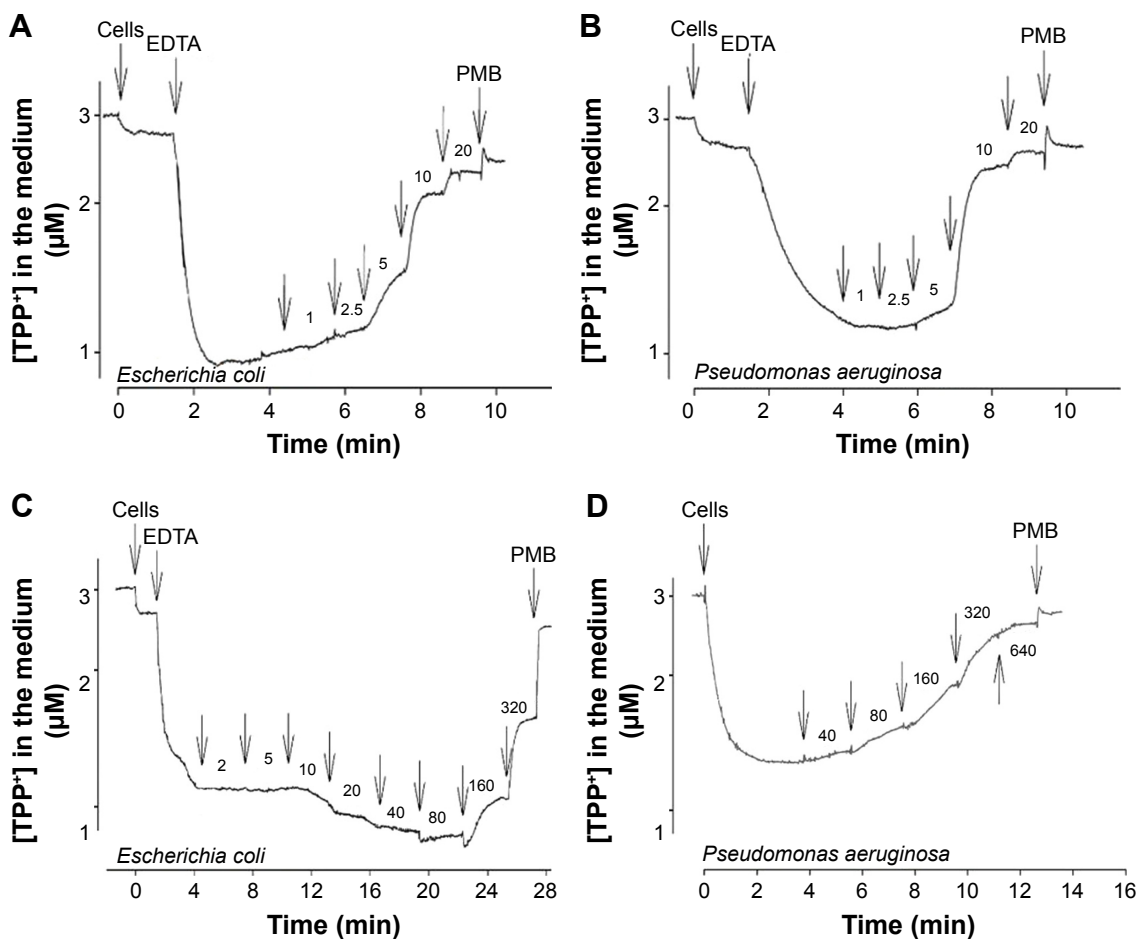 A
Cells
EDTA
PMB
[TPP⁺] in the medium
(µM)
3
2
1
1
2.5
5
10
20
Escherichia coli
0 2 4 6 8 10
Time (min)
B
Cells
EDTA
PMB
[TPP⁺] in the medium
(µM)
3
2
1
1
2.5
5
10
20
Pseudomonas aeruginosa
0 2 4 6 8 10
Time (min)
C
Cells
EDTA
PMB
[TPP⁺] in the medium
(µM)
3
2
1
2
5
10
20
40
80
160
320
Escherichia coli
0 4 8 12 16 20 24 28
Time (min)
D
Cells
PMB
[TPP⁺] in the medium
(µM)
3
2
1
40
80
160
320
640
Pseudomonas aeruginosa
0 2 4 6 8 10 12 14 16
Time (min)